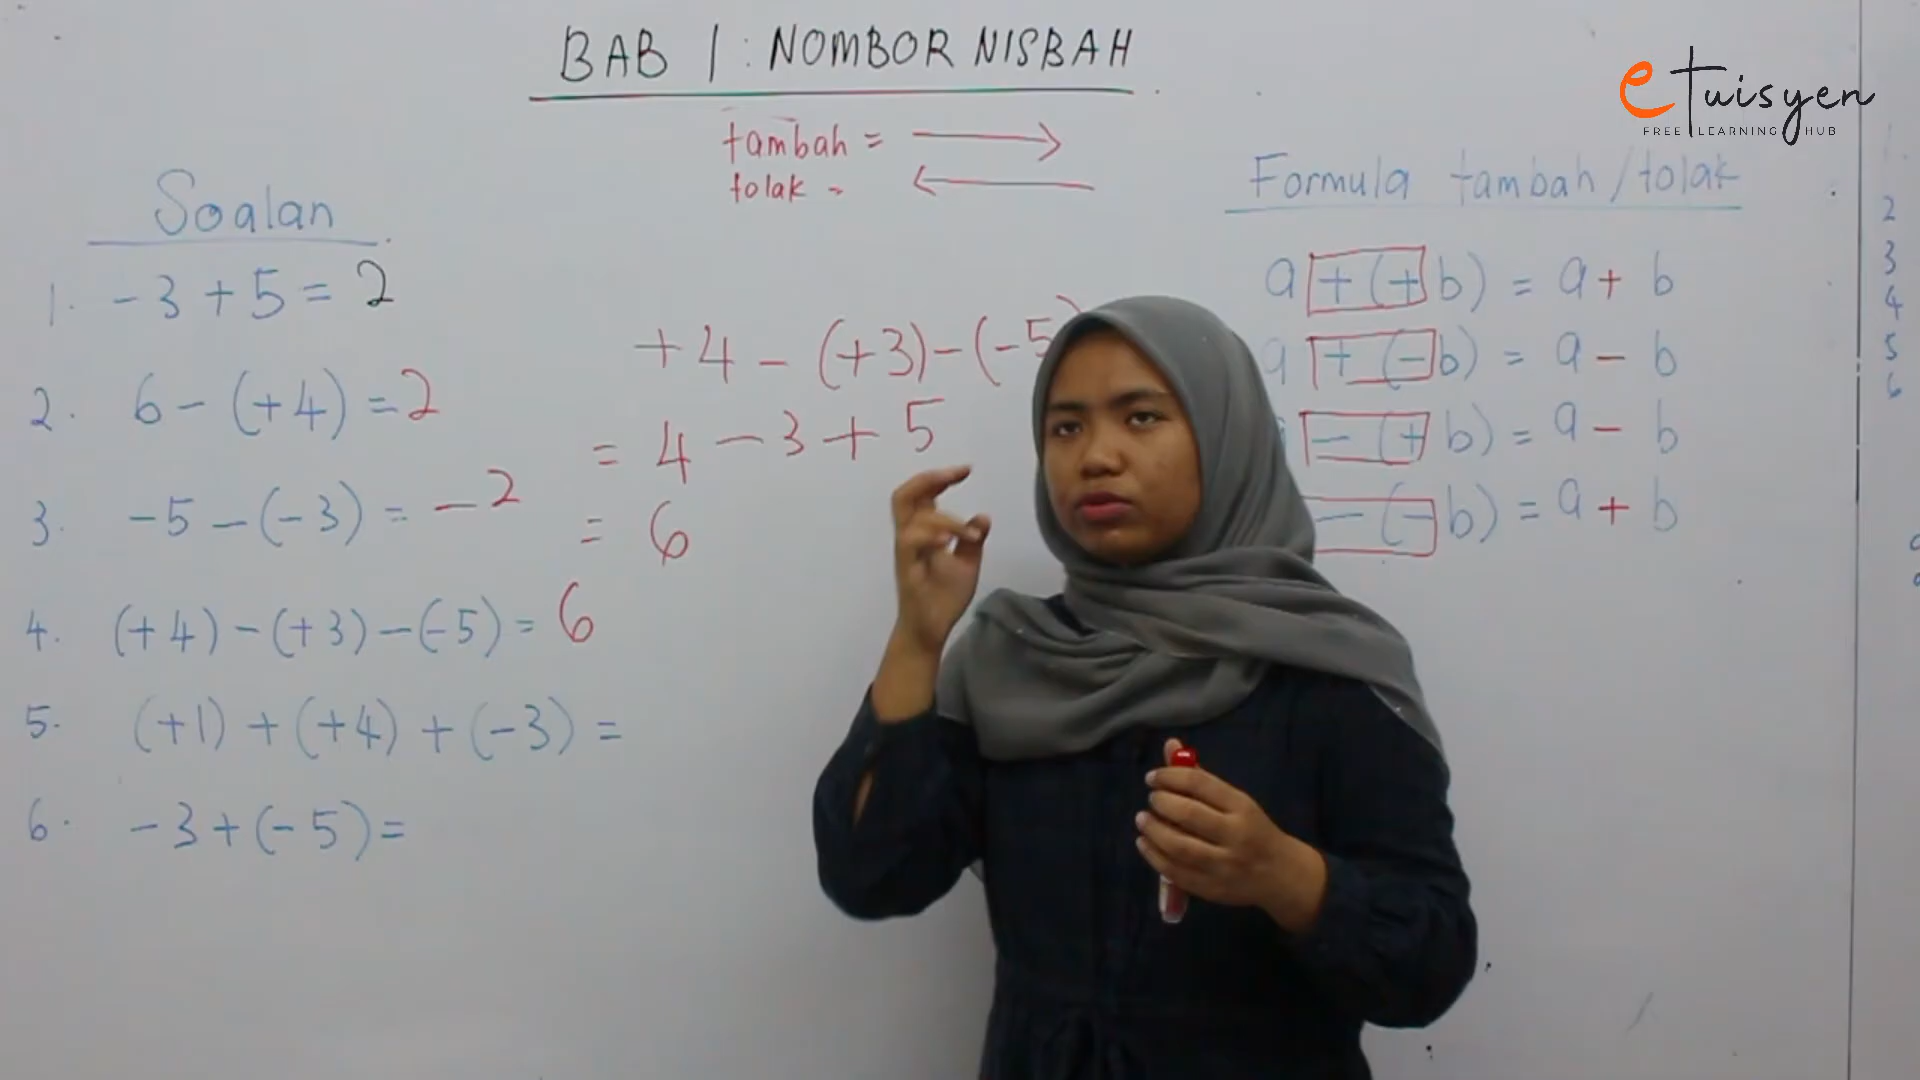 BAB 1 : NOMBOR NISBAH
eTuisyen
FREE LEARNING HUB
tambah = →
tolak = ←
Soalan
1. -3 + 5 = 2
2. 6 - (+4) = 2
3. -5 - (-3) = -2
4. (+4) - (+3) - (-5) = 6
5. (+1) + (+4) + (-3) =
6. -3 + (-5) =
+4 - (+3) - (-5)
= 4 - 3 + 5
= 6
Formula tambah/tolak
a + (+b) = a + b
a + (-b) = a - b
- (+b) = a - b
- (-b) = a + b
2
3
4
5
6